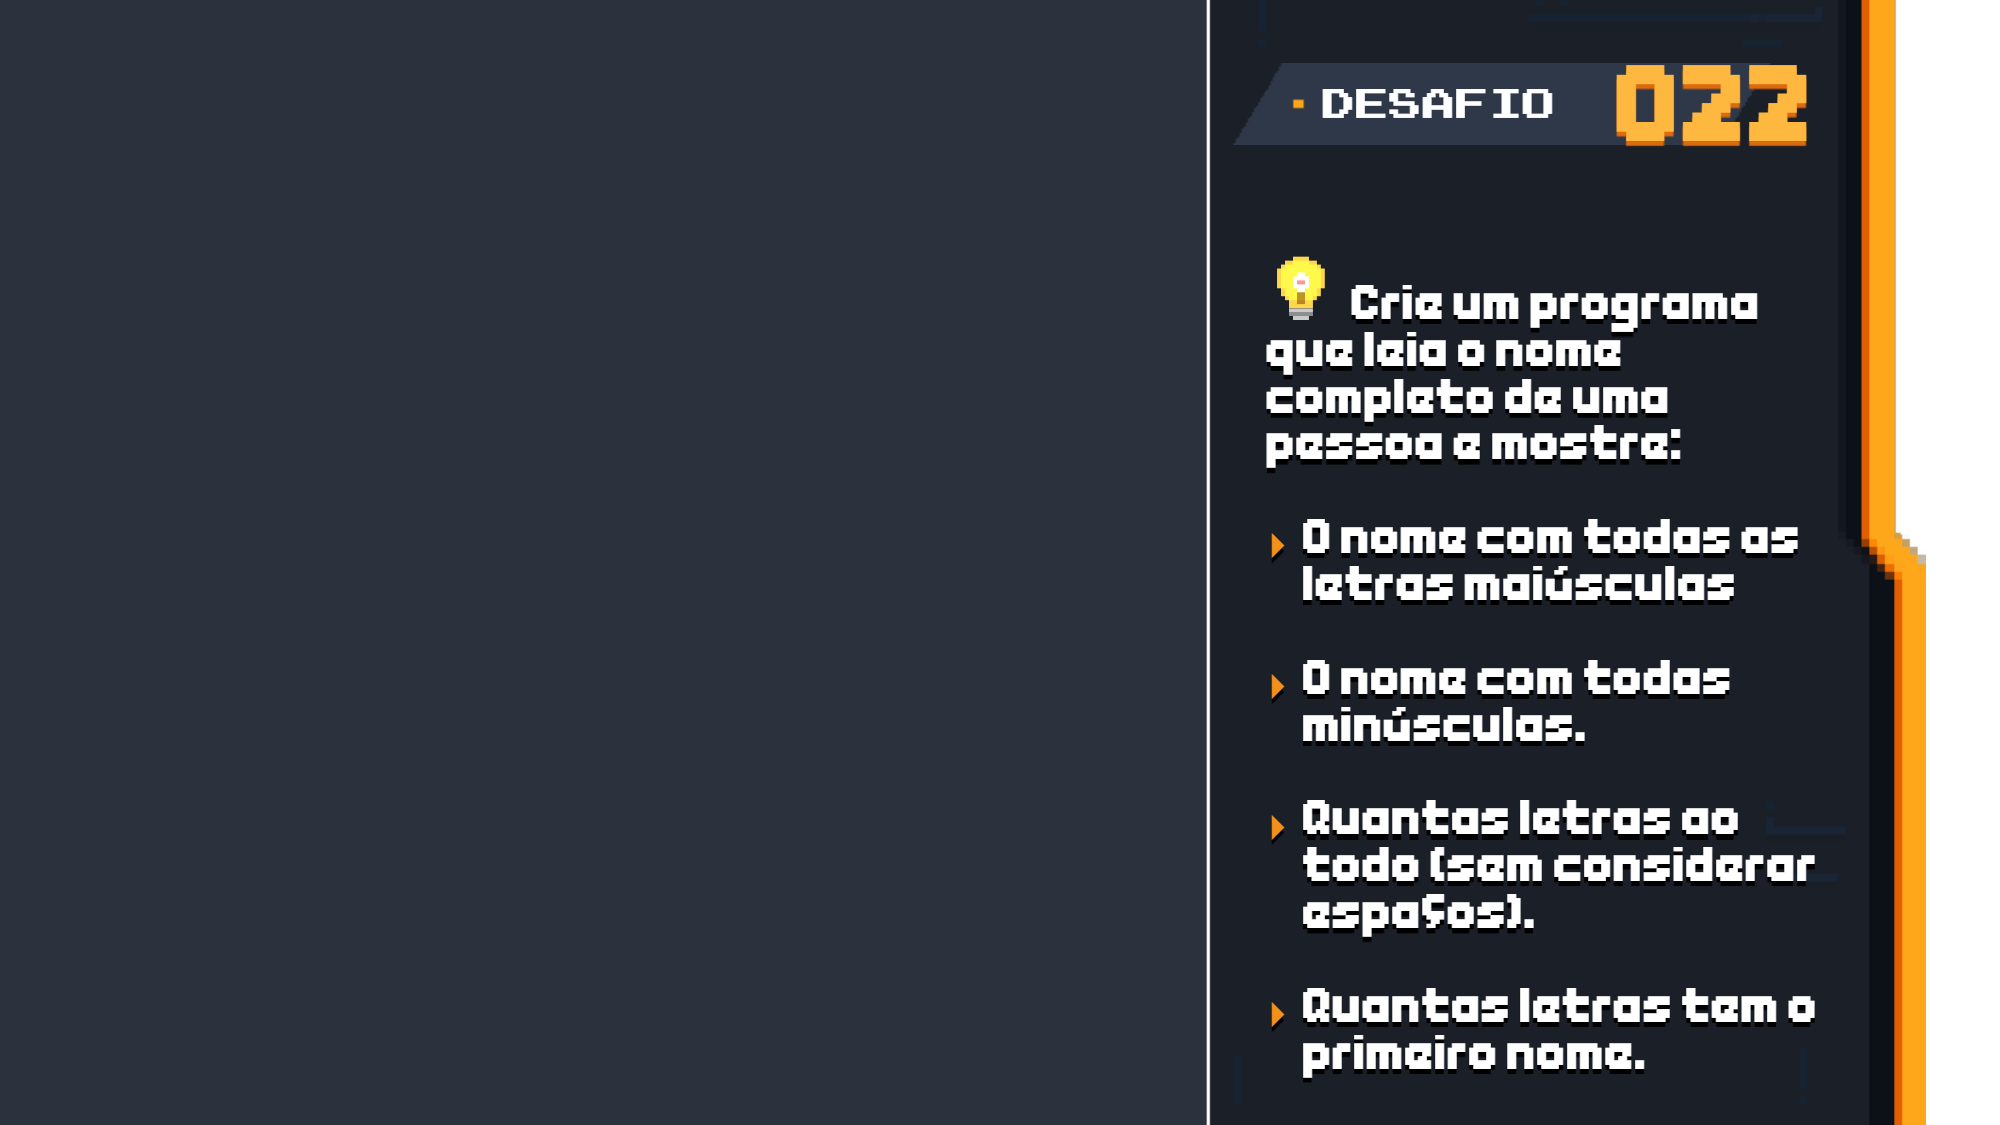 DESAFIO 022
Crie um programa
que leia o nome
completo de uma
pessoa e mostre:
O nome com todas as
letras maiúsculas
O nome com todas
minúsculas.
Quantas letras ao
todo (sem considerar
espaços).
Quantas letras tem o
primeiro nome.